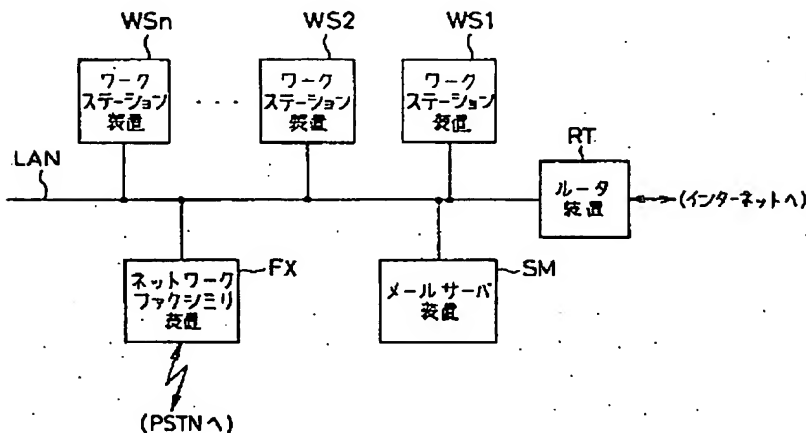 WSn
WS2
WS1
ワーク
ステーション
装置
・・・
ワーク
ステーション
装置
ワーク
ステーション
装置
LAN
RT
ルータ
装置
(インターネットへ)
ネットワーク
ファクシミリ
装置
FX
メールサーバ
装置
SM
(PSTNへ)